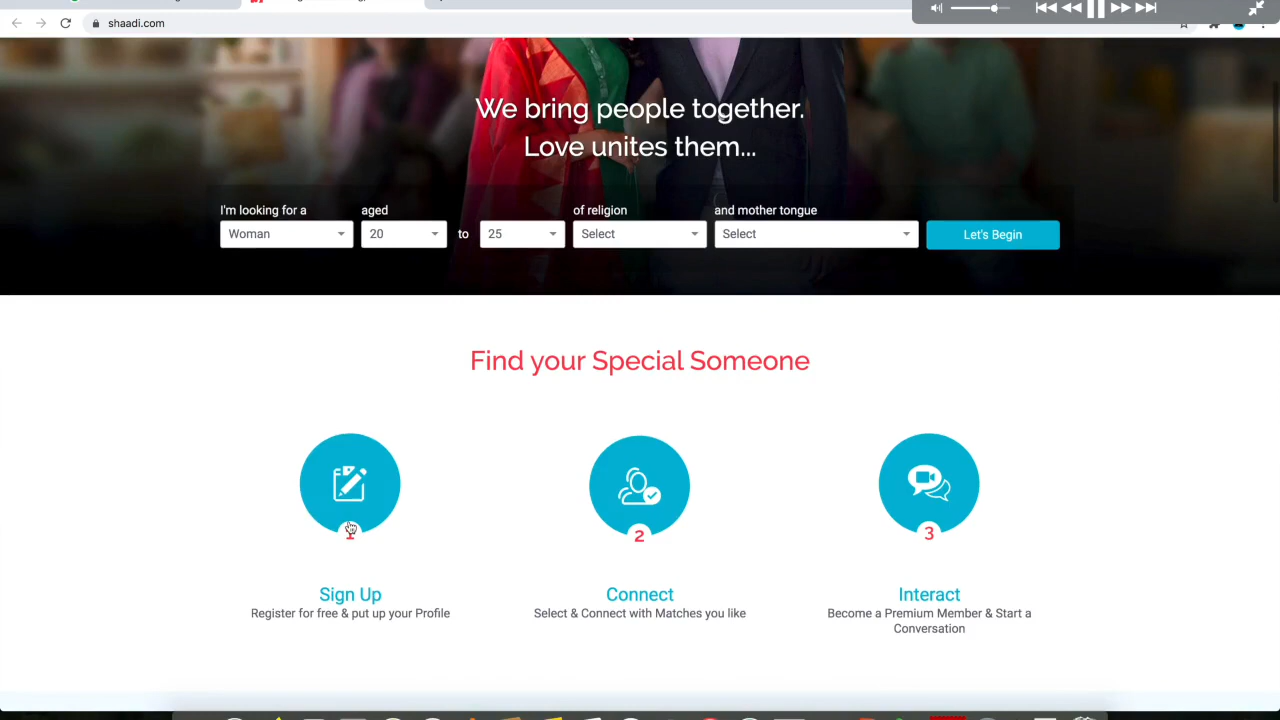 shaadi.com
We bring people together.
Love unites them...
I'm looking for a
aged
of religion
and mother tongue
Woman
20
to
25
Select
Select
Let's Begin
Find your Special Someone
1
2
3
Sign Up
Connect
Interact
Register for free & put up your Profile
Select & Connect with Matches you like
Become a Premium Member & Start a
Conversation